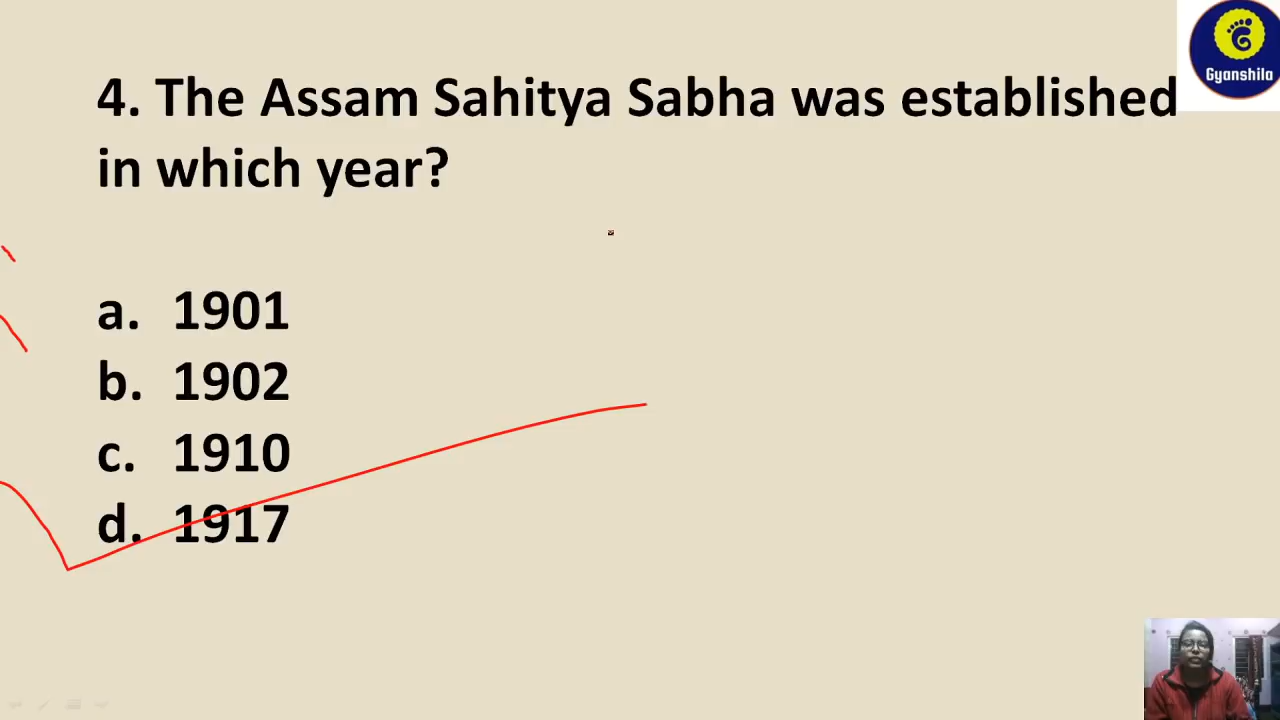 4. The Assam Sahitya Sabha was established
in which year?
a. 1901
b. 1902
c. 1910
d. 1917
Gyanshila